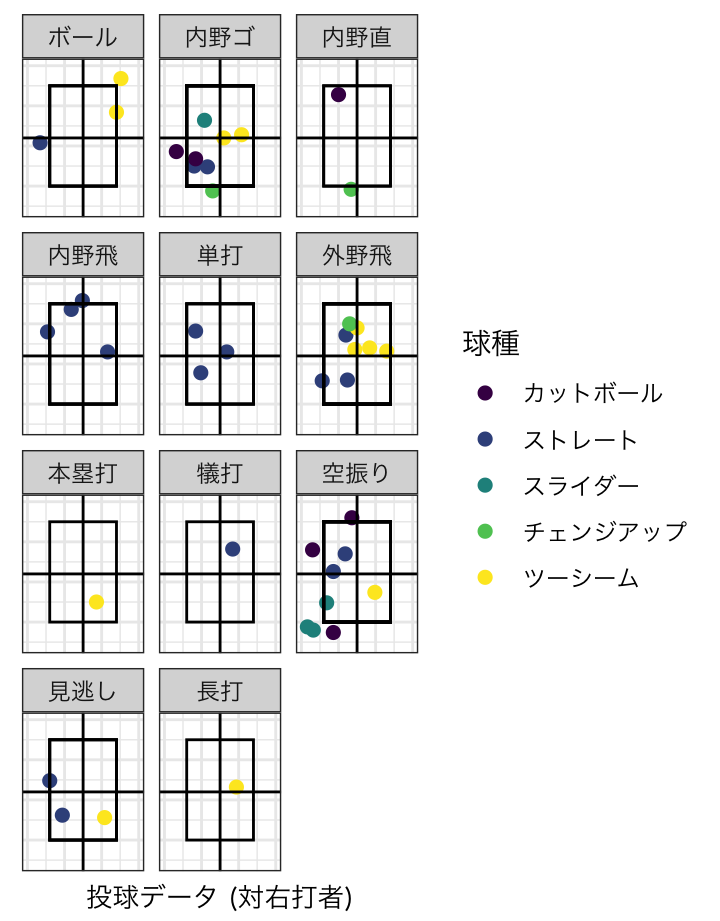 ボール
内野ゴ
内野直
内野飛
単打
外野飛
本塁打
犠打
空振り
見逃し
長打
球種
カットボール
ストレート
スライダー
チェンジアップ
ツーシーム
投球データ (対右打者)